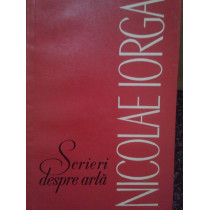 NICOLAE IORGA
Scrieri
despre artă